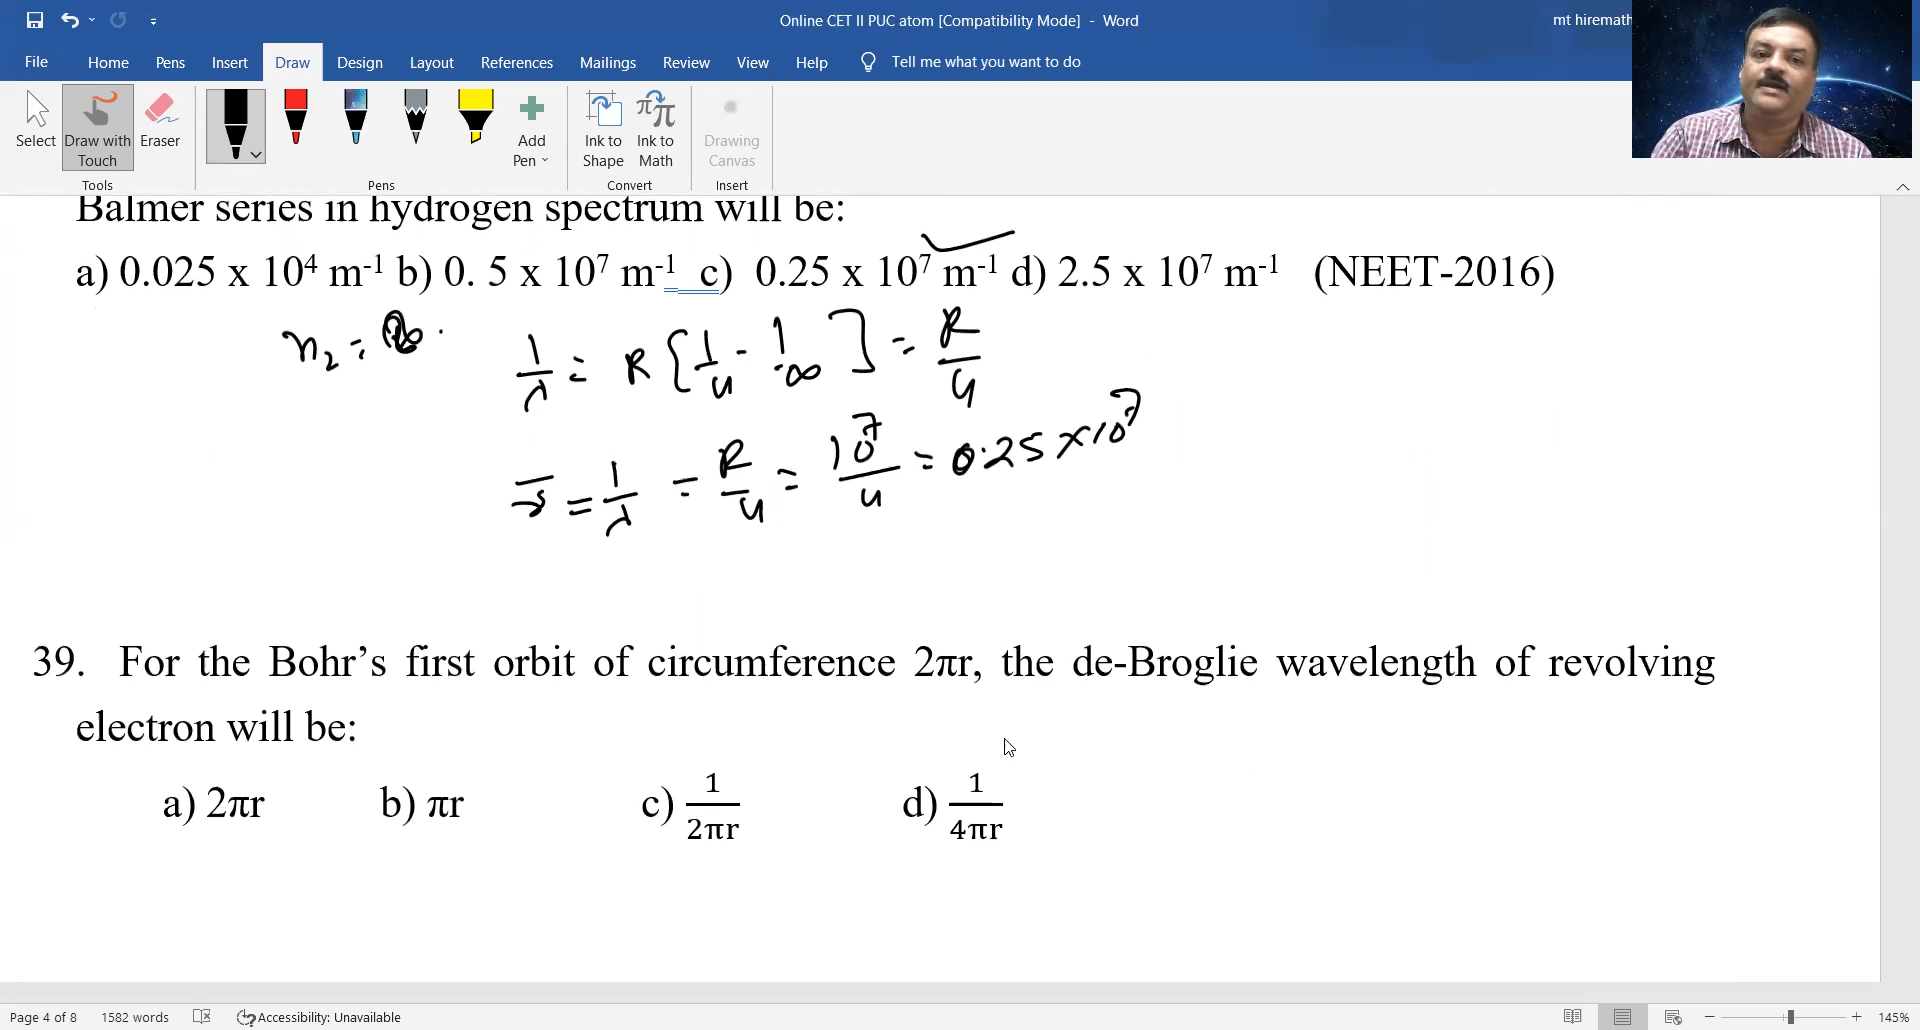 Online CET II PUC atom [Compatibility Mode] - Word
mt hiremath
File Home Pens Insert Draw Design Layout References Mailings Review View Help Tell me what you want to do
Select Draw with Touch Eraser Add Pen Ink to Shape Ink to Math Drawing Canvas
Tools Pens Convert Insert
Balmer series in hydrogen spectrum will be:
a) 0.025 x 10⁴ m⁻¹ b) 0. 5 x 10⁷ m⁻¹ c) 0.25 x 10⁷ m⁻¹ d) 2.5 x 10⁷ m⁻¹ (NEET-2016)
n₂ = ∞ 1/λ = R[1/4 - 1/∞] = R/4
= 1/λ = R/4 = 10⁷/4 = 0.25 × 10⁷
39. For the Bohr’s first orbit of circumference 2πr, the de-Broglie wavelength of revolving
electron will be:
a) 2πr b) πr c) 1/2πr d) 1/4πr
Page 4 of 8 1582 words Accessibility: Unavailable 145%